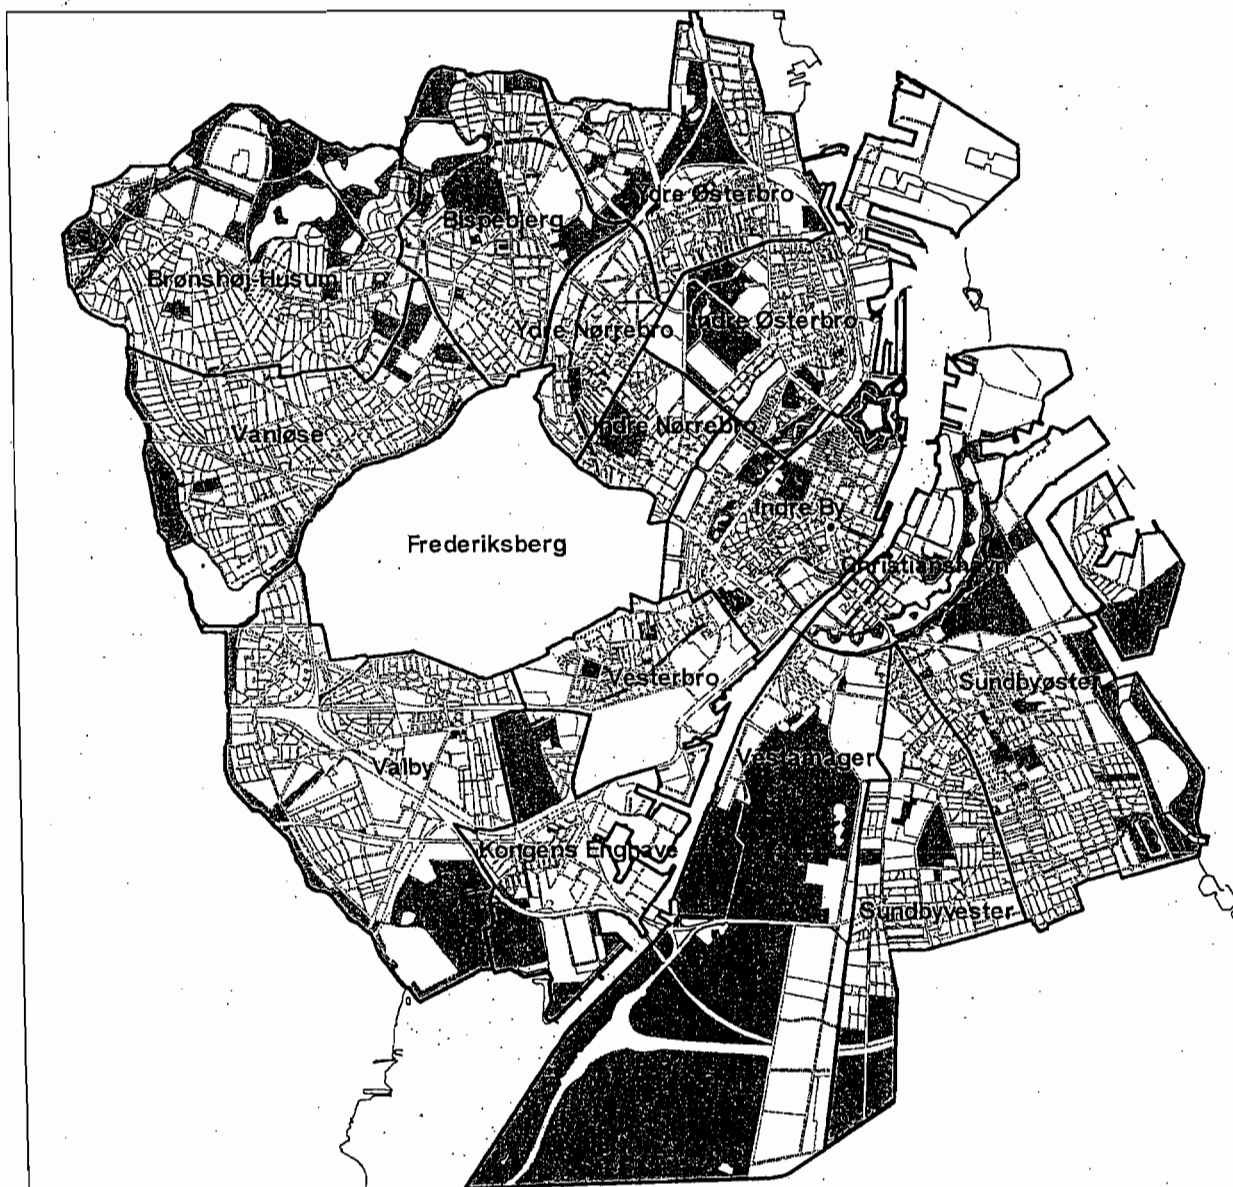 Ydre Østerbro
Bispebjerg
Brønshøj-Husum
Ydre Nørrebro
Indre Østerbro
Vanløse
Indre Nørrebro
Indre By
Frederiksberg
Christianshavn
Vesterbro
Sundbyøster
Valby
Vestamager
Kongens Enghave
Sundbyvester